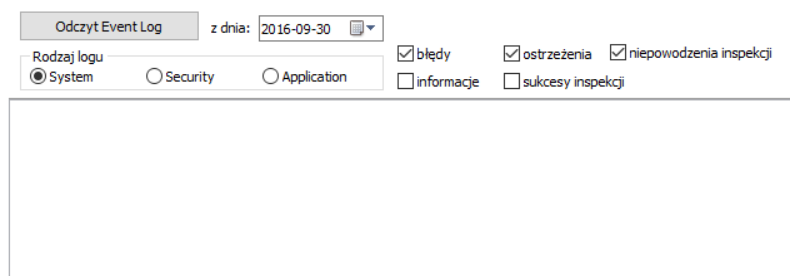 Odczyt Event Log z dnia: 2016-09-30
błędy ostrzeżenia niepowodzenia inspekcji
Rodzaj logu
System Security Application
informacje sukcesy inspekcji